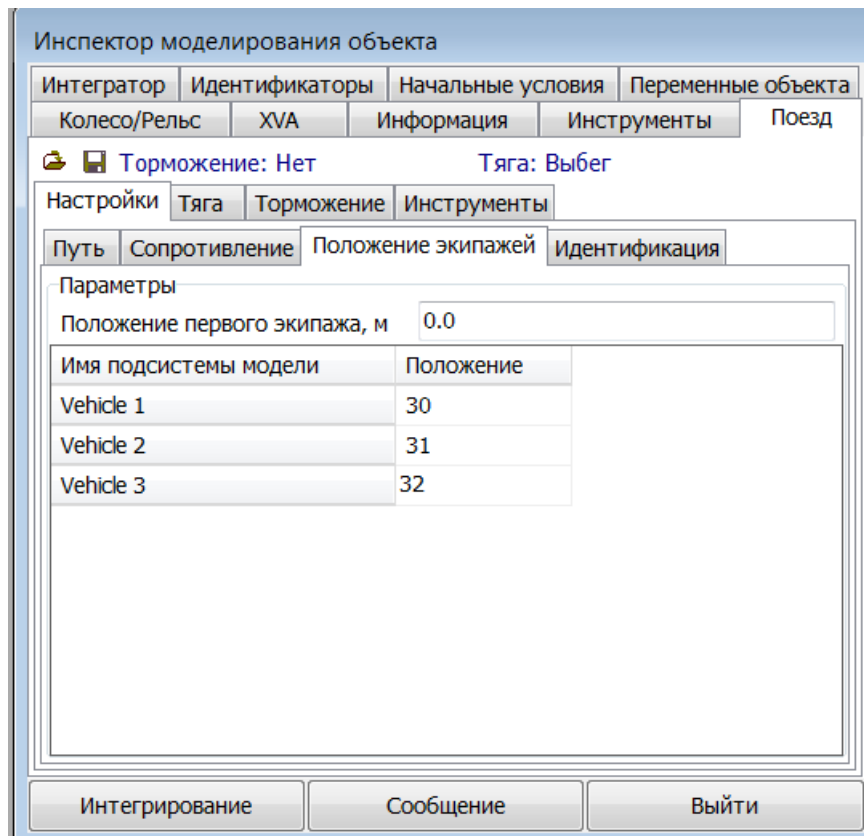 Инспектор моделирования объекта
Интегратор Идентификаторы Начальные условия Переменные объекта
Колесо/Рельс XVA Информация Инструменты Поезд
Торможение: Нет Тяга: Выбег
Настройки Тяга Торможение Инструменты
Путь Сопротивление Положение экипажей Идентификация
Параметры
Положение первого экипажа, м 0.0
Имя подсистемы модели Положение
Vehicle 1 30
Vehicle 2 31
Vehicle 3 32
Интегрирование Сообщение Выйти